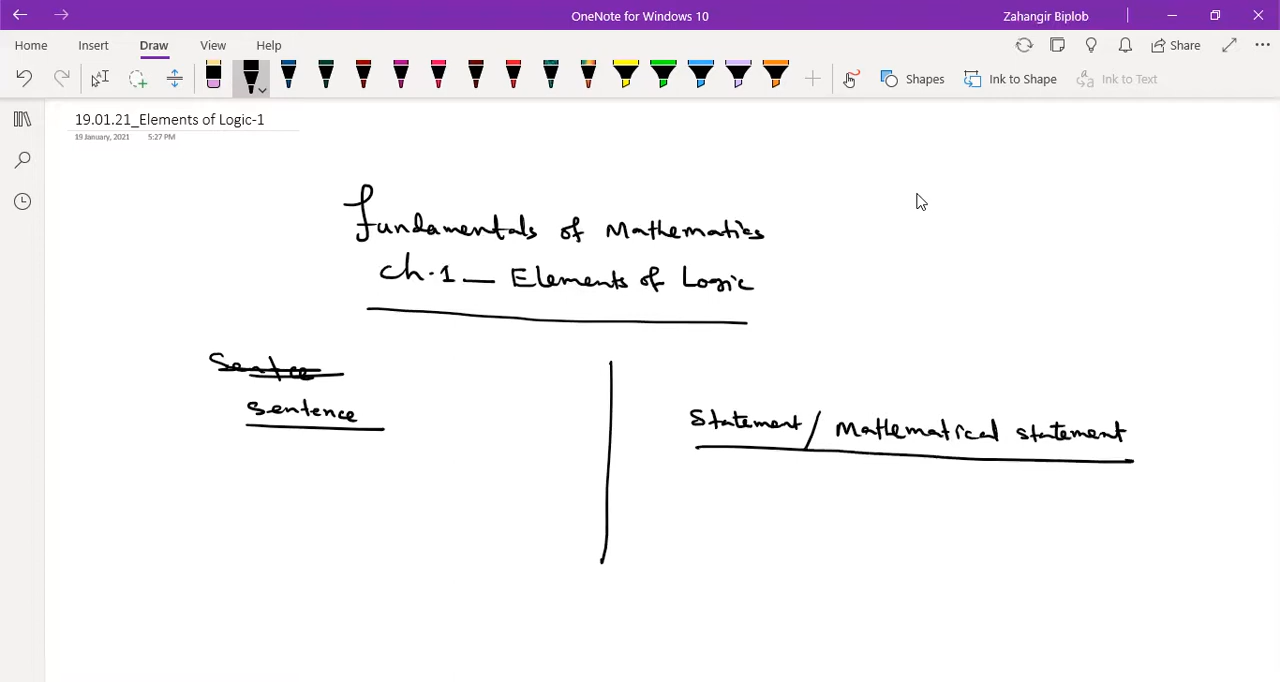 OneNote for Windows 10
Zahangir Biplob
Home Insert Draw View Help
Share
Shapes Ink to Shape Ink to Text
19.01.21_Elements of Logic-1
19 January, 2021 5:27 PM
Fundamentals of Mathematics
Ch.1 — Elements of Logic
Sentce
Sentence
Statement / Mathematical statement